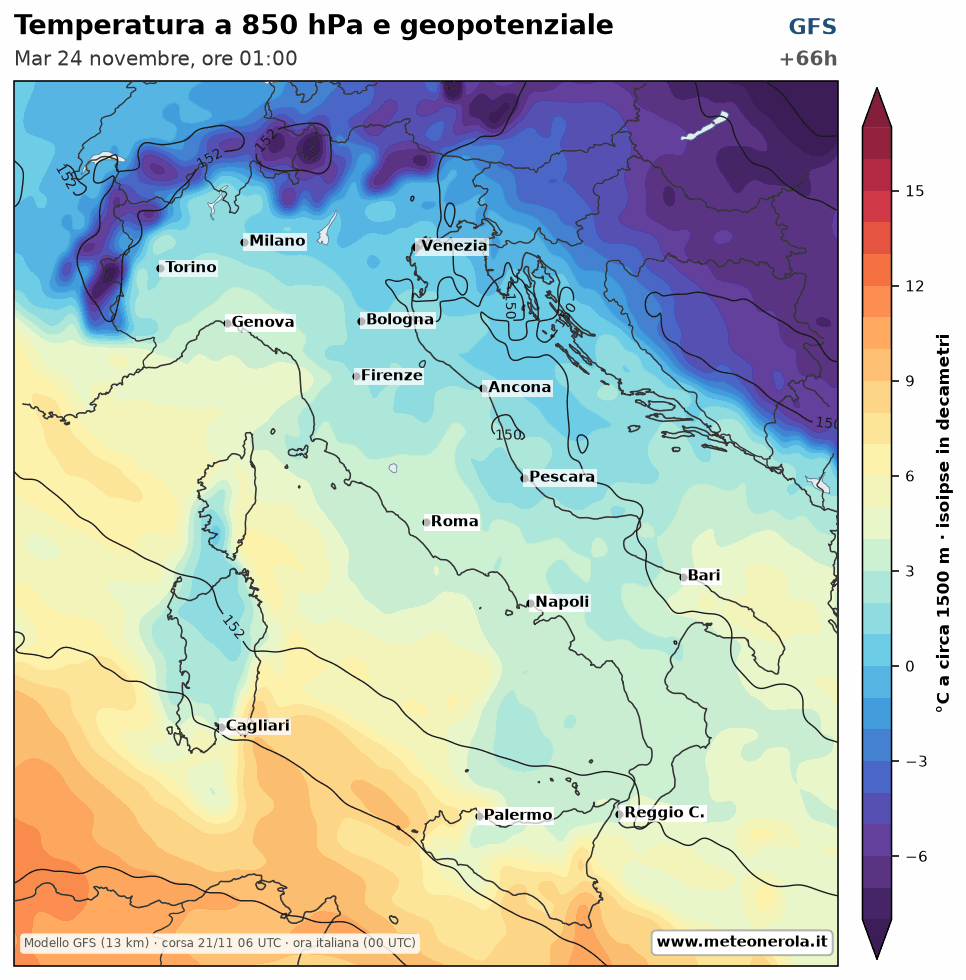 Temperatura a 850 hPa e geopotenziale
GFS
Mar 24 novembre, ore 01:00
+66h
152
152
152
Milano
Venezia
Torino
150
Genova
Bologna
Firenze
Ancona
150
150
Pescara
Roma
Bari
Napoli
152
Cagliari
Palermo
Reggio C.
15
12
9
6
3
0
−3
−6
°C a circa 1500 m · isoipse in decametri
Modello GFS (13 km) · corsa 21/11 06 UTC · ora italiana (00 UTC)
www.meteonerola.it